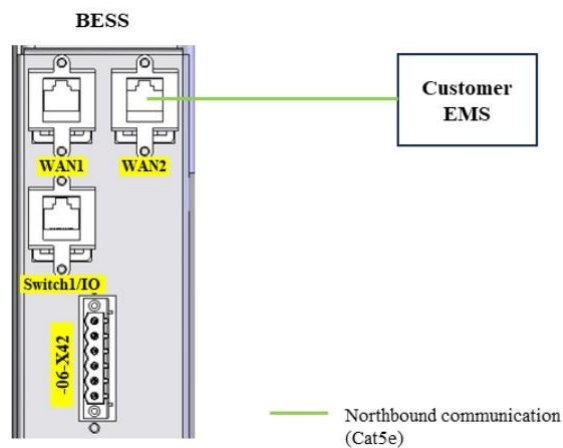 BESS
Customer
EMS
WAN1
WAN2
Switch1/IO
-06-X42
Northbound communication
(Cat5e)